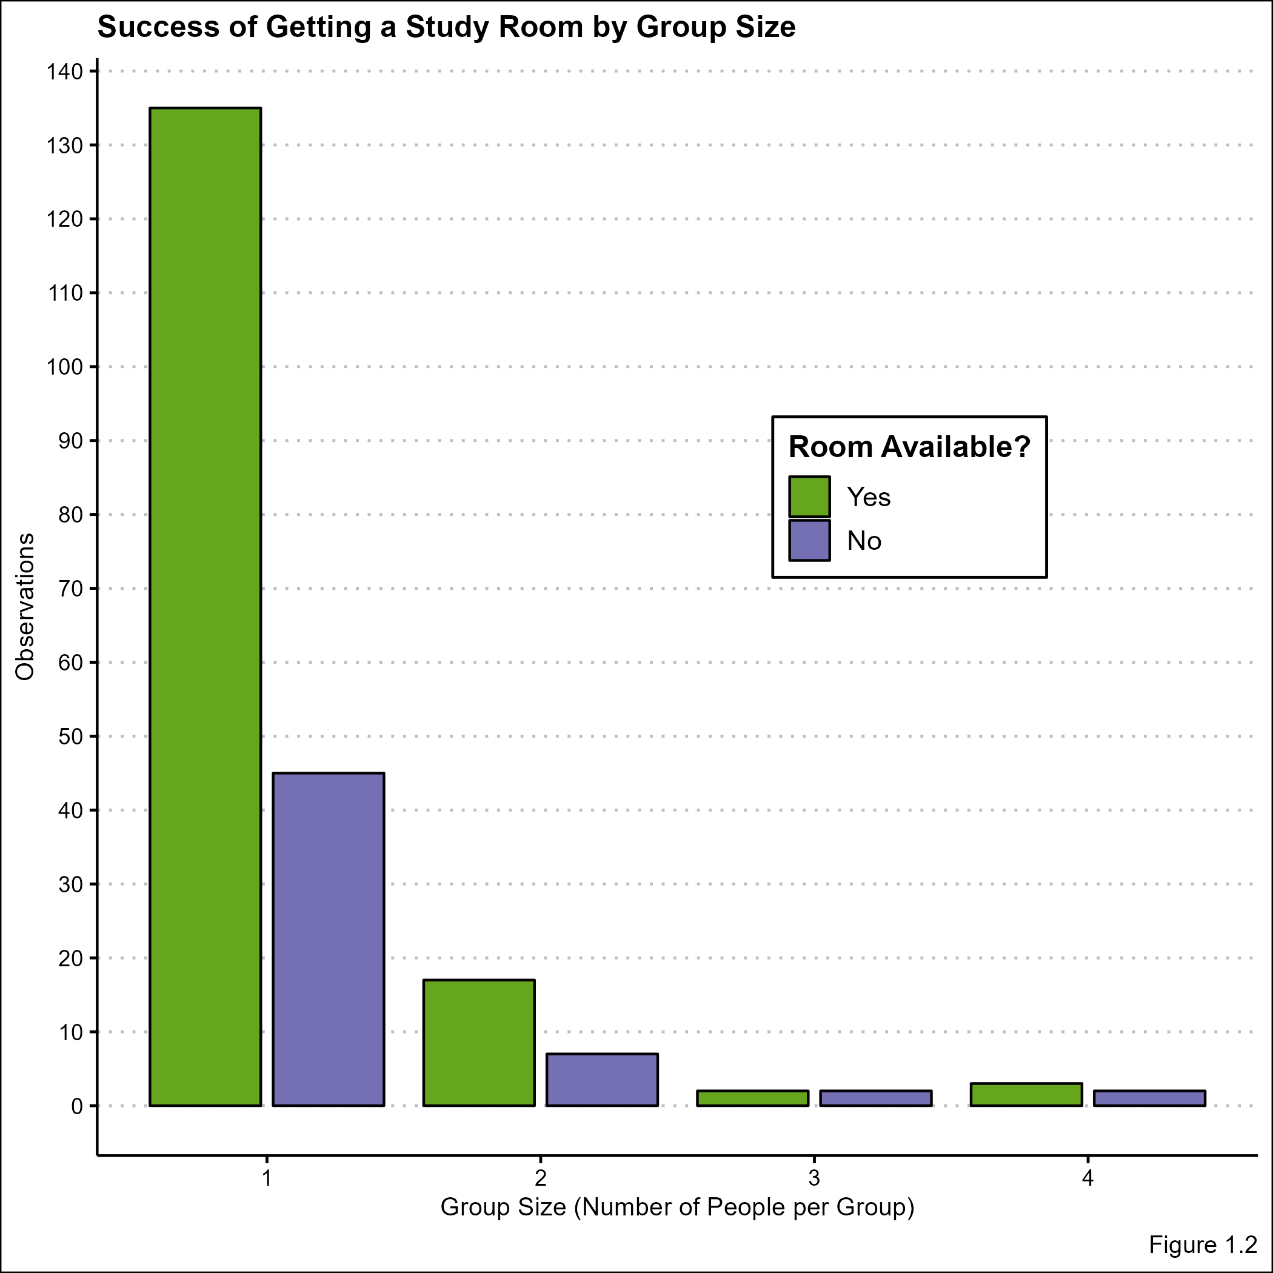 Success of Getting a Study Room by Group Size
140
130
120
110
100
90
80
70
60
50
40
30
20
10
0
Observations
Room Available?
Yes
No
1 2 3 4
Group Size (Number of People per Group)
Figure 1.2